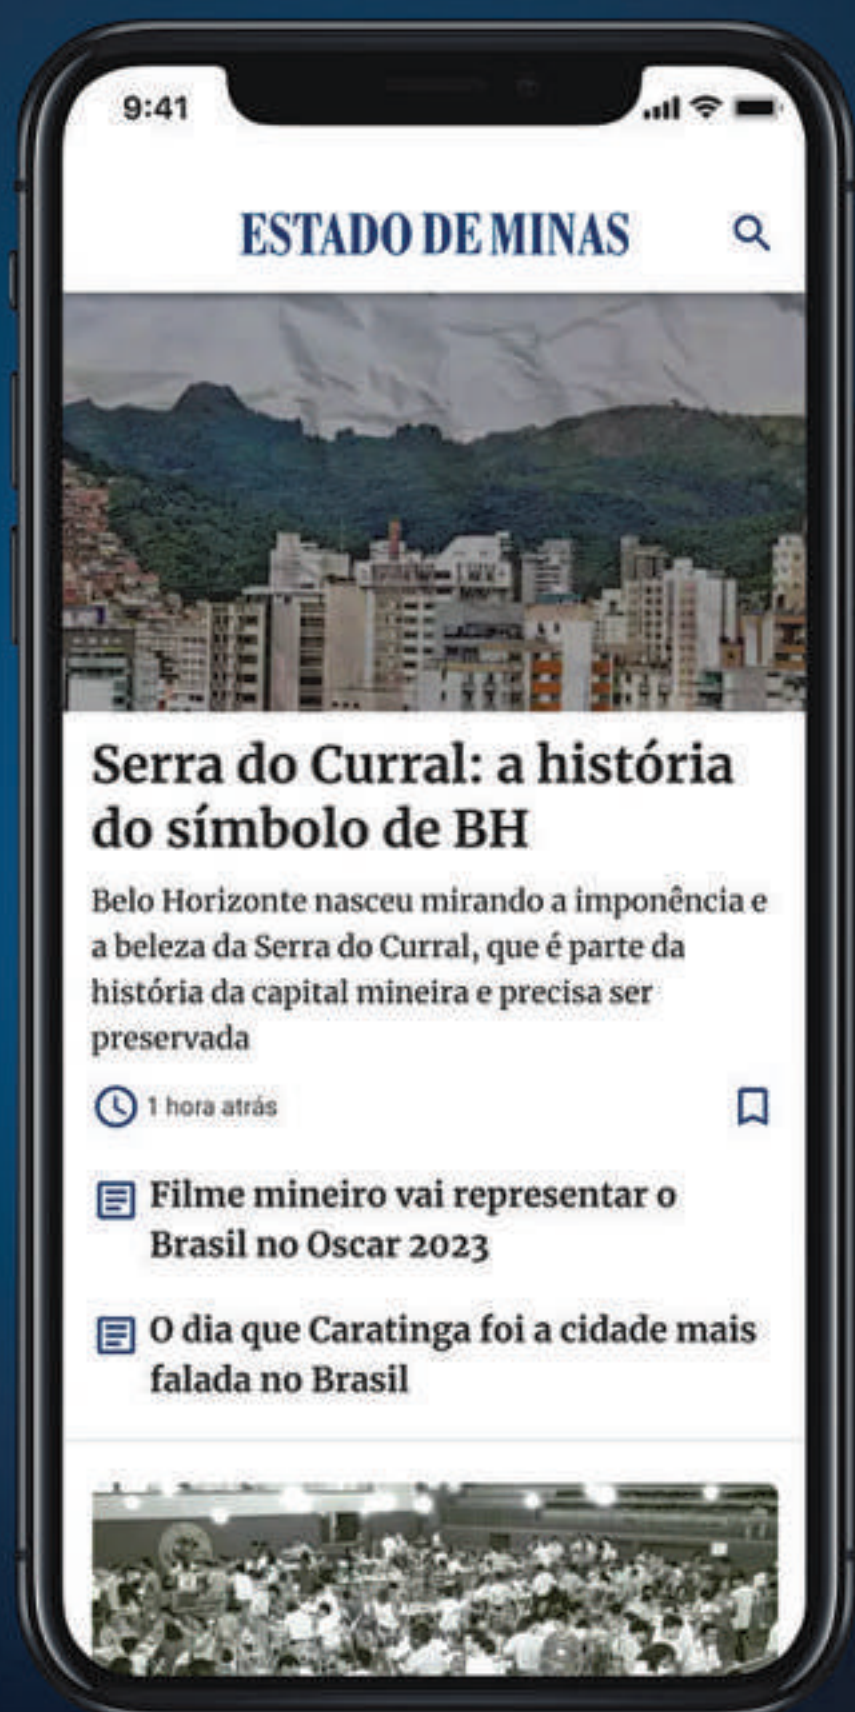 9:41
ESTADO DE MINAS
Serra do Curral: a história
do símbolo de BH
Belo Horizonte nasceu mirando a imponência e
a beleza da Serra do Curral, que é parte da
história da capital mineira e precisa ser
preservada
1 hora atrás
Filme mineiro vai representar o
Brasil no Oscar 2023
O dia que Caratinga foi a cidade mais
falada no Brasil